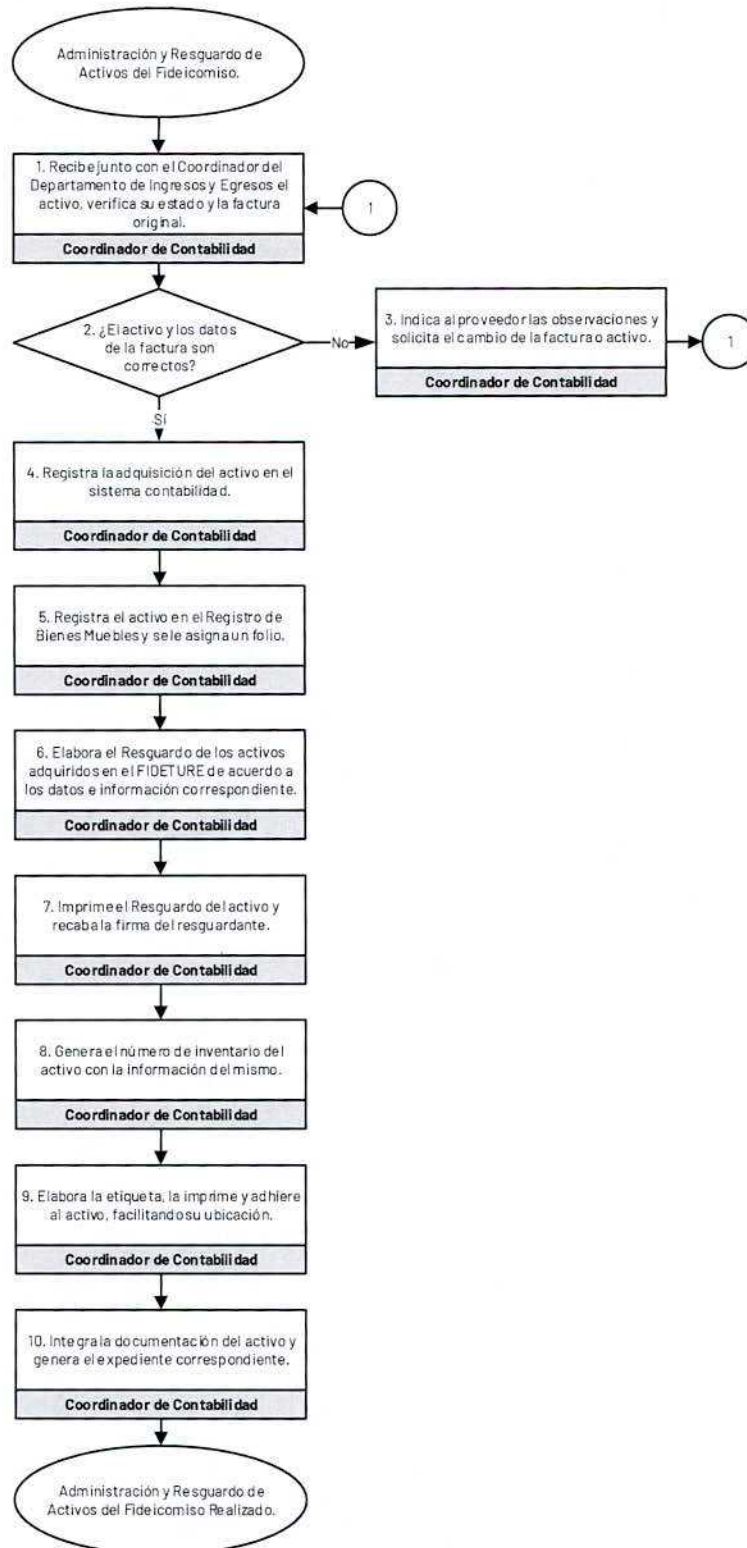 Administración y Resguardo de
Activos del Fideicomiso.
1. Recibe junto con el Coordinador del
Departamento de Ingresos y Egresos el
activo, verifica su estado y la factura
original.
Coordinador de Contabilidad
1
2. ¿El activo y los datos
de la factura son
correctos?
No
3. Indica al proveedor las observaciones y
solicita el cambio de la factura o activo.
Coordinador de Contabilidad
1
Sí
4. Registra la adquisición del activo en el
sistema contabilidad.
Coordinador de Contabilidad
5. Registra el activo en el Registro de
Bienes Muebles y se le asigna un folio.
Coordinador de Contabilidad
6. Elabora el Resguardo de los activos
adquiridos en el FIDETURE de acuerdo a
los datos e información correspondiente.
Coordinador de Contabilidad
7. Imprime el Resguardo del activo y
recaba la firma del resguardante.
Coordinador de Contabilidad
8. Genera el número de inventario del
activo con la información del mismo.
Coordinador de Contabilidad
9. Elabora la etiqueta, la imprime y adhiere
al activo, facilitando su ubicación.
Coordinador de Contabilidad
10. Integra la documentación del activo y
genera el expediente correspondiente.
Coordinador de Contabilidad
Administración y Resguardo de
Activos del Fideicomiso Realizado.